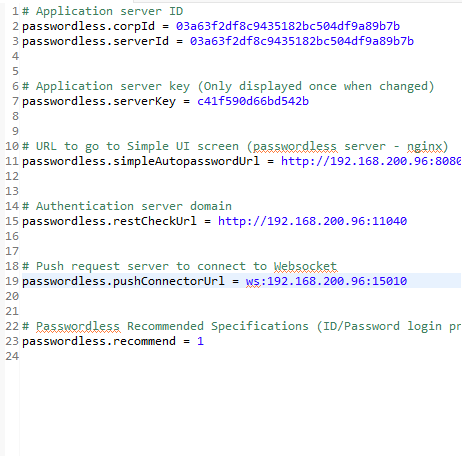 1 # Application server ID
2 passwordless.corpId = 03a63f2df8c9435182bc504df9a89b7b
3 passwordless.serverId = 03a63f2df8c9435182bc504df9a89b7b
4
5
6 # Application server key (Only displayed once when changed)
7 passwordless.serverKey = c41f590d66bd542b
8
9
10 # URL to go to Simple UI screen (passwordless server - nginx)
11 passwordless.simpleAutopasswordUrl = http://192.168.200.96:8080
12
13
14 # Authentication server domain
15 passwordless.restCheckUrl = http://192.168.200.96:11040
16
17
18 # Push request server to connect to Websocket
19 passwordless.pushConnectorUrl = ws:192.168.200.96:15010
20
21
22 # Passwordless Recommended Specifications (ID/Password login pr
23 passwordless.recommend = 1
24